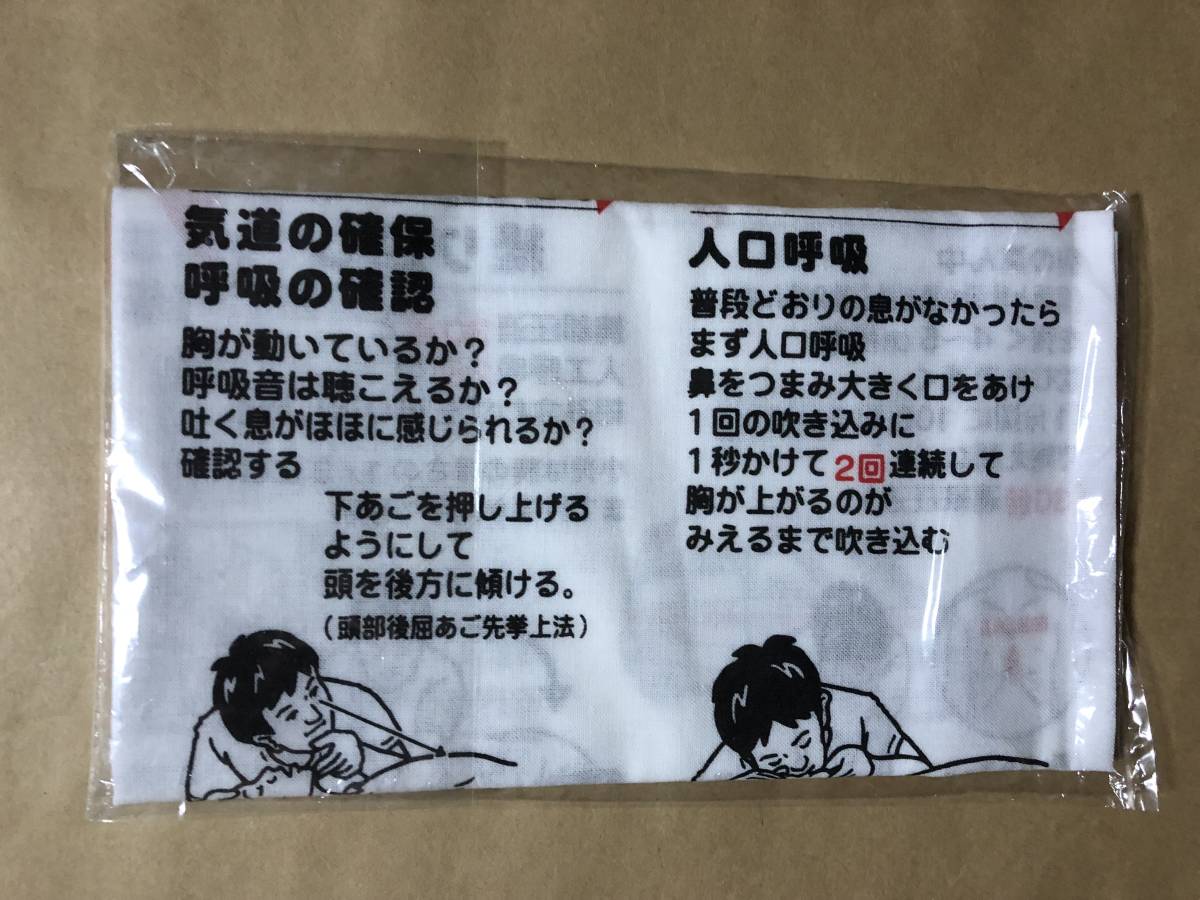 気道の確保
呼吸の確認
胸が動いているか？
呼吸音は聴こえるか？
吐く息がほほに感じられるか？
確認する
下あごを押し上げる
ようにして
頭を後方に傾ける。
（頭部後屈あご先挙上法）
人口呼吸
普段どおりの息がなかったら
まず人口呼吸
鼻をつまみ大きく口をあけ
１回の吹き込みに
１秒かけて２回連続して
胸が上がるのが
みえるまで吹き込む